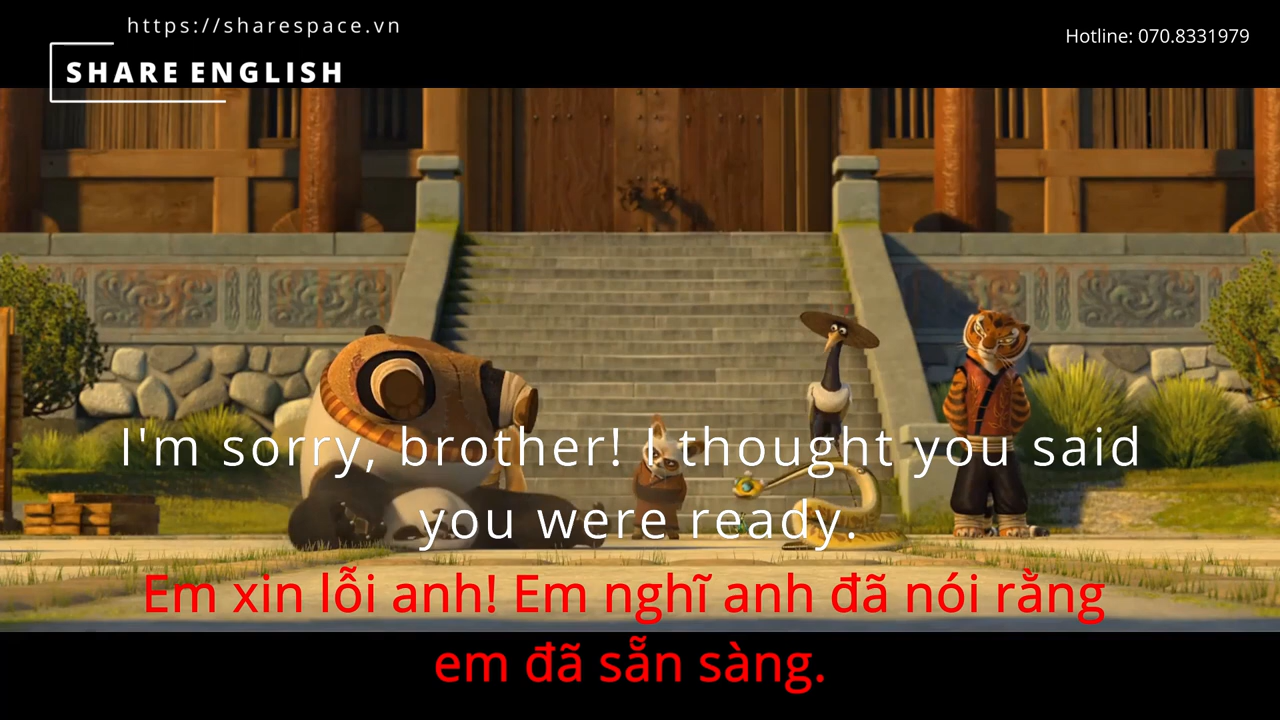 https://sharespace.vn
Hotline: 070.8331979
SHARE ENGLISH
I'm sorry, brother! I thought you said
you were ready.
Em xin lỗi anh! Em nghĩ anh đã nói rằng
em đã sẵn sàng.